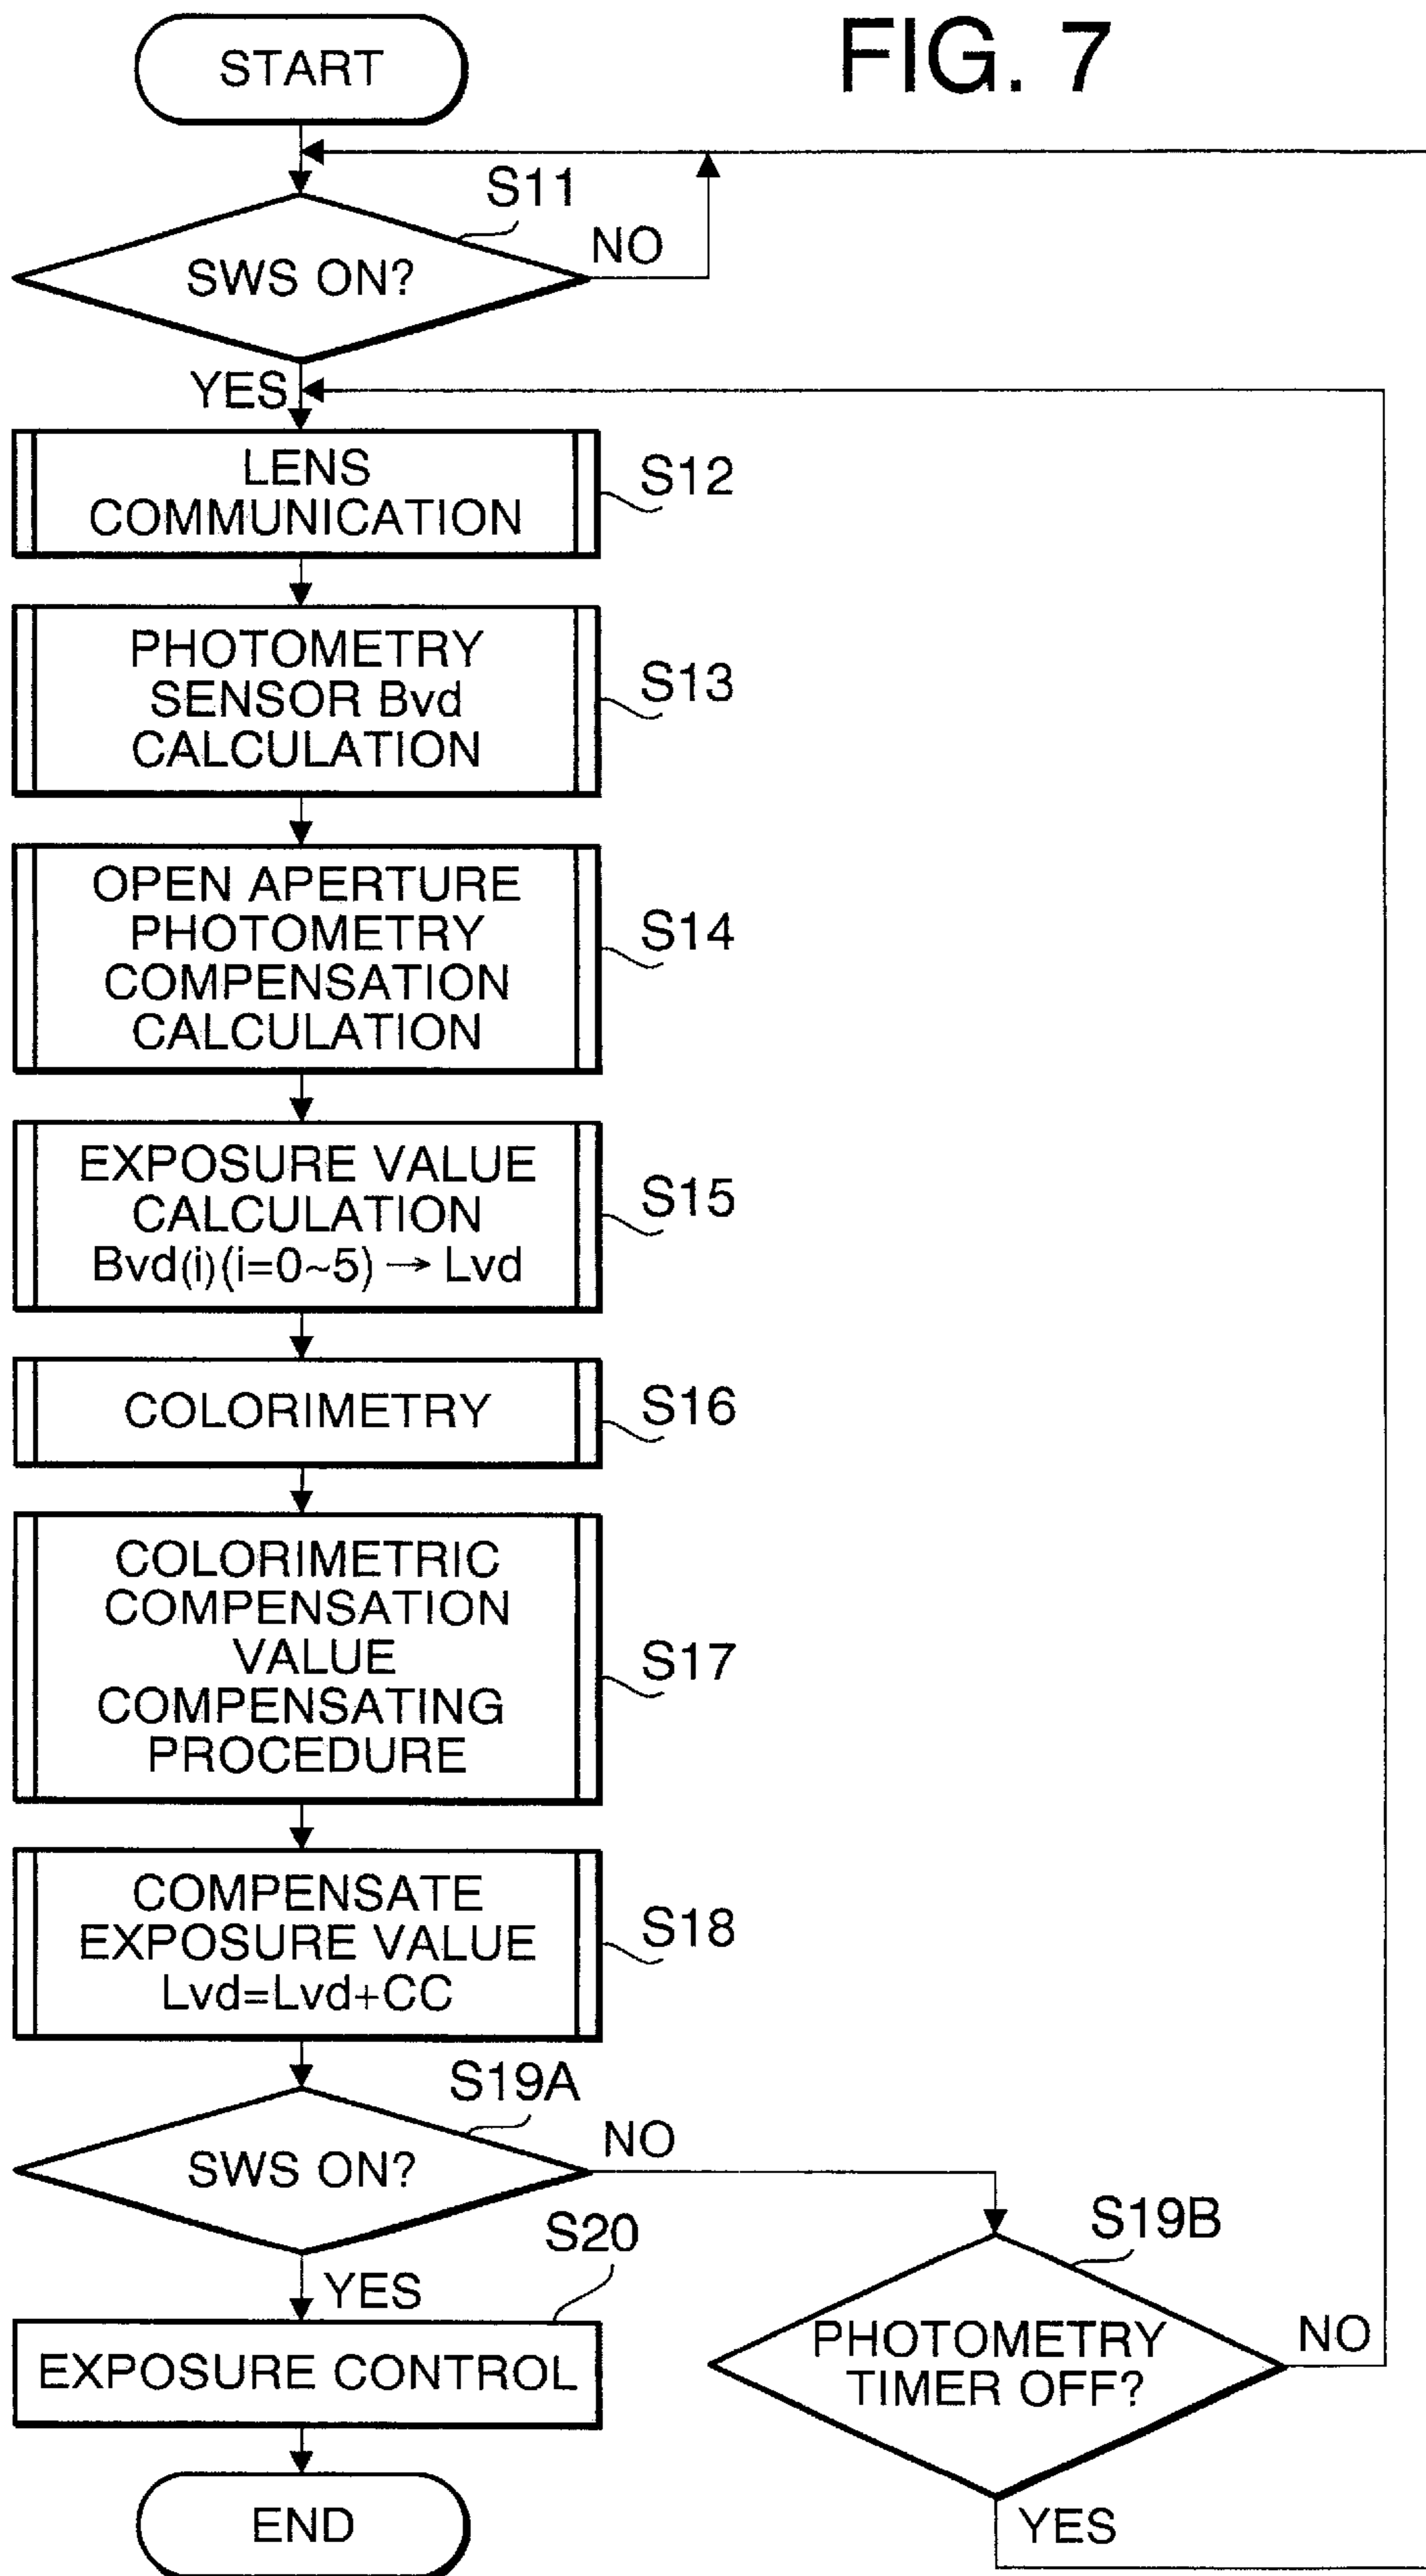 FIG. 7
START
S11
SWS ON?
NO
YES
LENS
COMMUNICATION
S12
PHOTOMETRY
SENSOR Bvd
CALCULATION
S13
OPEN APERTURE
PHOTOMETRY
COMPENSATION
CALCULATION
S14
EXPOSURE VALUE
CALCULATION
Bvd(i)(i=0~5) → Lvd
S15
COLORIMETRY
S16
COLORIMETRIC
COMPENSATION
VALUE
COMPENSATING
PROCEDURE
S17
COMPENSATE
EXPOSURE VALUE
Lvd=Lvd+CC
S18
S19A
SWS ON?
NO
YES
S20
EXPOSURE CONTROL
END
S19B
PHOTOMETRY
TIMER OFF?
NO
YES